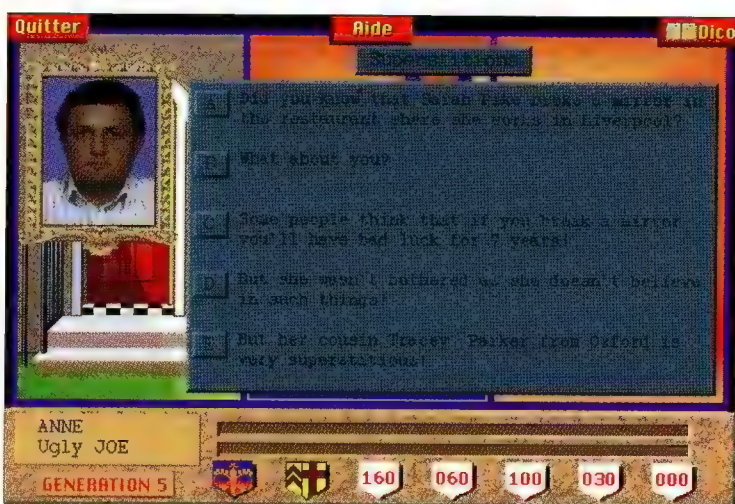 Quitter
Aide
Dico
Superstitions
A Did you know that Sarah Pike broke a mirror in
the restaurant where she works in Liverpool?
B What about you?
C Some people think that if you break a mirror
you'll have bad luck for 7 years!
D But she wasn't bothered as she doesn't believe
in such things!
E But her cousin Tracey Parker from Oxford is
very superstitious!
ANNE
Ugly JOE
GENERATION 5
160 060 100 030 000